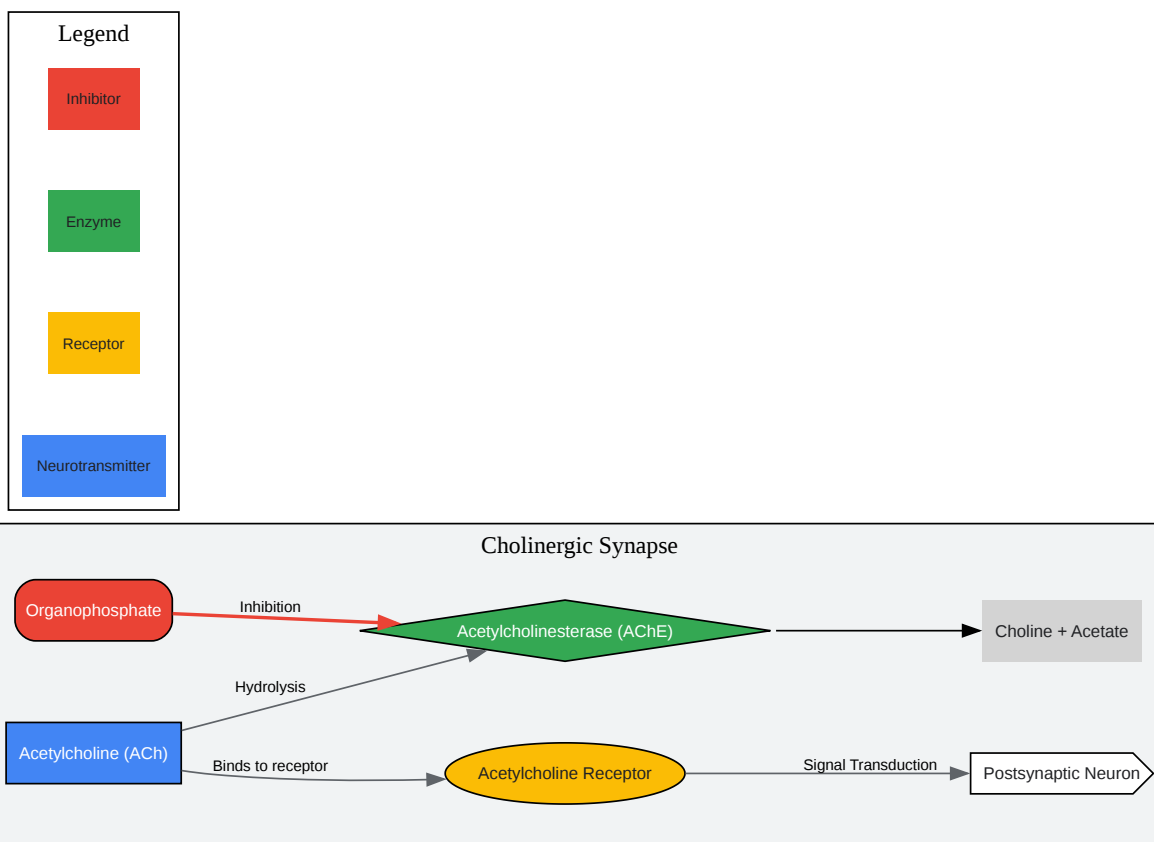 Legend
Inhibitor
Enzyme
Receptor
Neurotransmitter
Cholinergic Synapse
Organophosphate
Inhibition
Acetylcholinesterase (AChE)
Choline + Acetate
Hydrolysis
Acetylcholine (ACh)
Binds to receptor
Acetylcholine Receptor
Signal Transduction
Postsynaptic Neuron